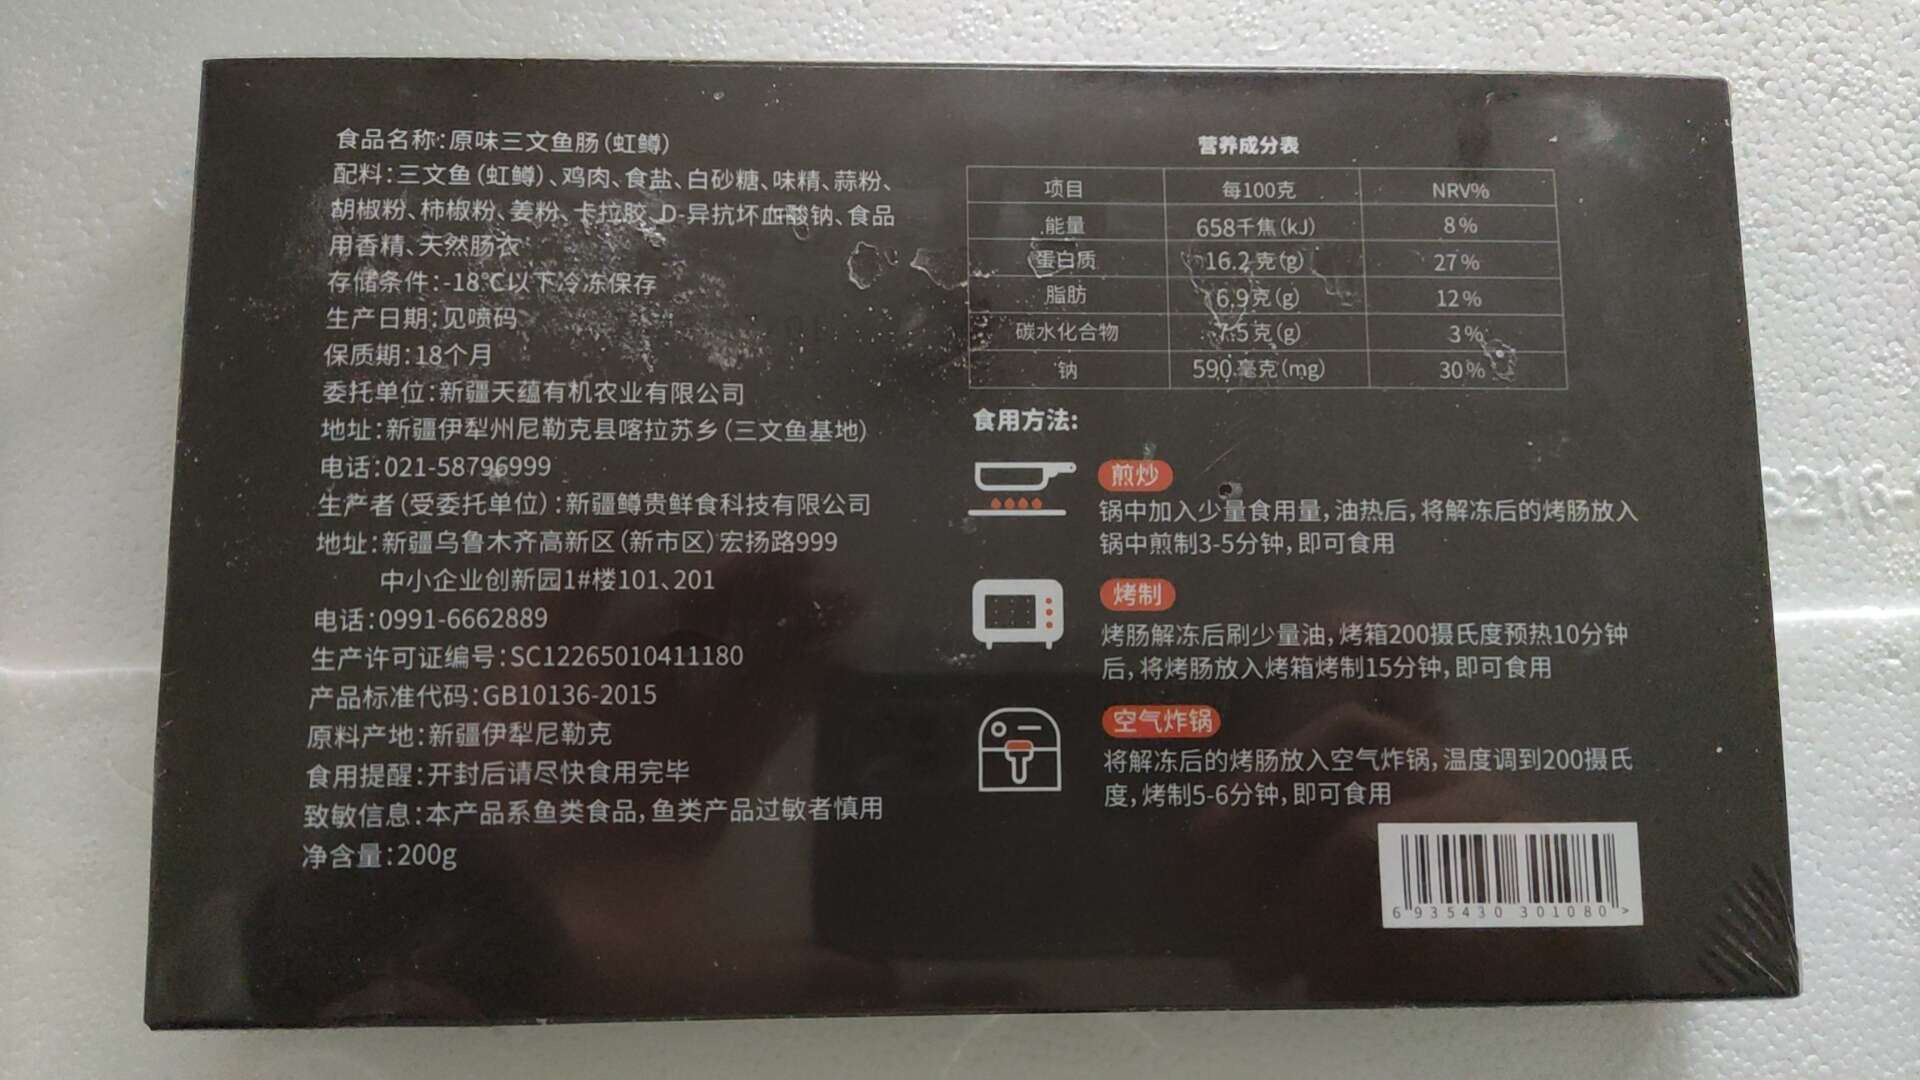 食品名称:原味三文鱼肠(虹鳟)
配料:三文鱼(虹鳟)、鸡肉、食盐、白砂糖、味精、蒜粉、
胡椒粉、柿椒粉、姜粉、卡拉胶、D-异抗坏血酸钠、食品
用香精、天然肠衣
存储条件:-18℃以下冷冻保存
生产日期:见喷码
保质期:18个月
委托单位:新疆天蕴有机农业有限公司
地址:新疆伊犁州尼勒克县喀拉苏乡(三文鱼基地)
电话:021-58796999
生产者(受委托单位):新疆鳟贵鲜食科技有限公司
地址:新疆乌鲁木齐高新区(新市区)宏扬路999
中小企业创新园1#楼101、201
电话:0991-6662889
生产许可证编号:SC12265010411180
产品标准代码:GB10136-2015
原料产地:新疆伊犁尼勒克
食用提醒:开封后请尽快食用完毕
致敏信息:本产品系鱼类食品,鱼类产品过敏者慎用
净含量:200g
营养成分表
项目 每100克 NRV%
能量 658千焦(kJ) 8%
蛋白质 16.2克(g) 27%
脂肪 6.9克(g) 12%
碳水化合物 7.5克(g) 3%
钠 590毫克(mg) 30%
食用方法:
煎炒
锅中加入少量食用量,油热后,将解冻后的烤肠放入
锅中煎制3-5分钟,即可食用
烤制
烤肠解冻后刷少量油,烤箱200摄氏度预热10分钟
后,将烤肠放入烤箱烤制15分钟,即可食用
空气炸锅
将解冻后的烤肠放入空气炸锅,温度调到200摄氏
度,烤制5-6分钟,即可食用
6 935430 301080 >